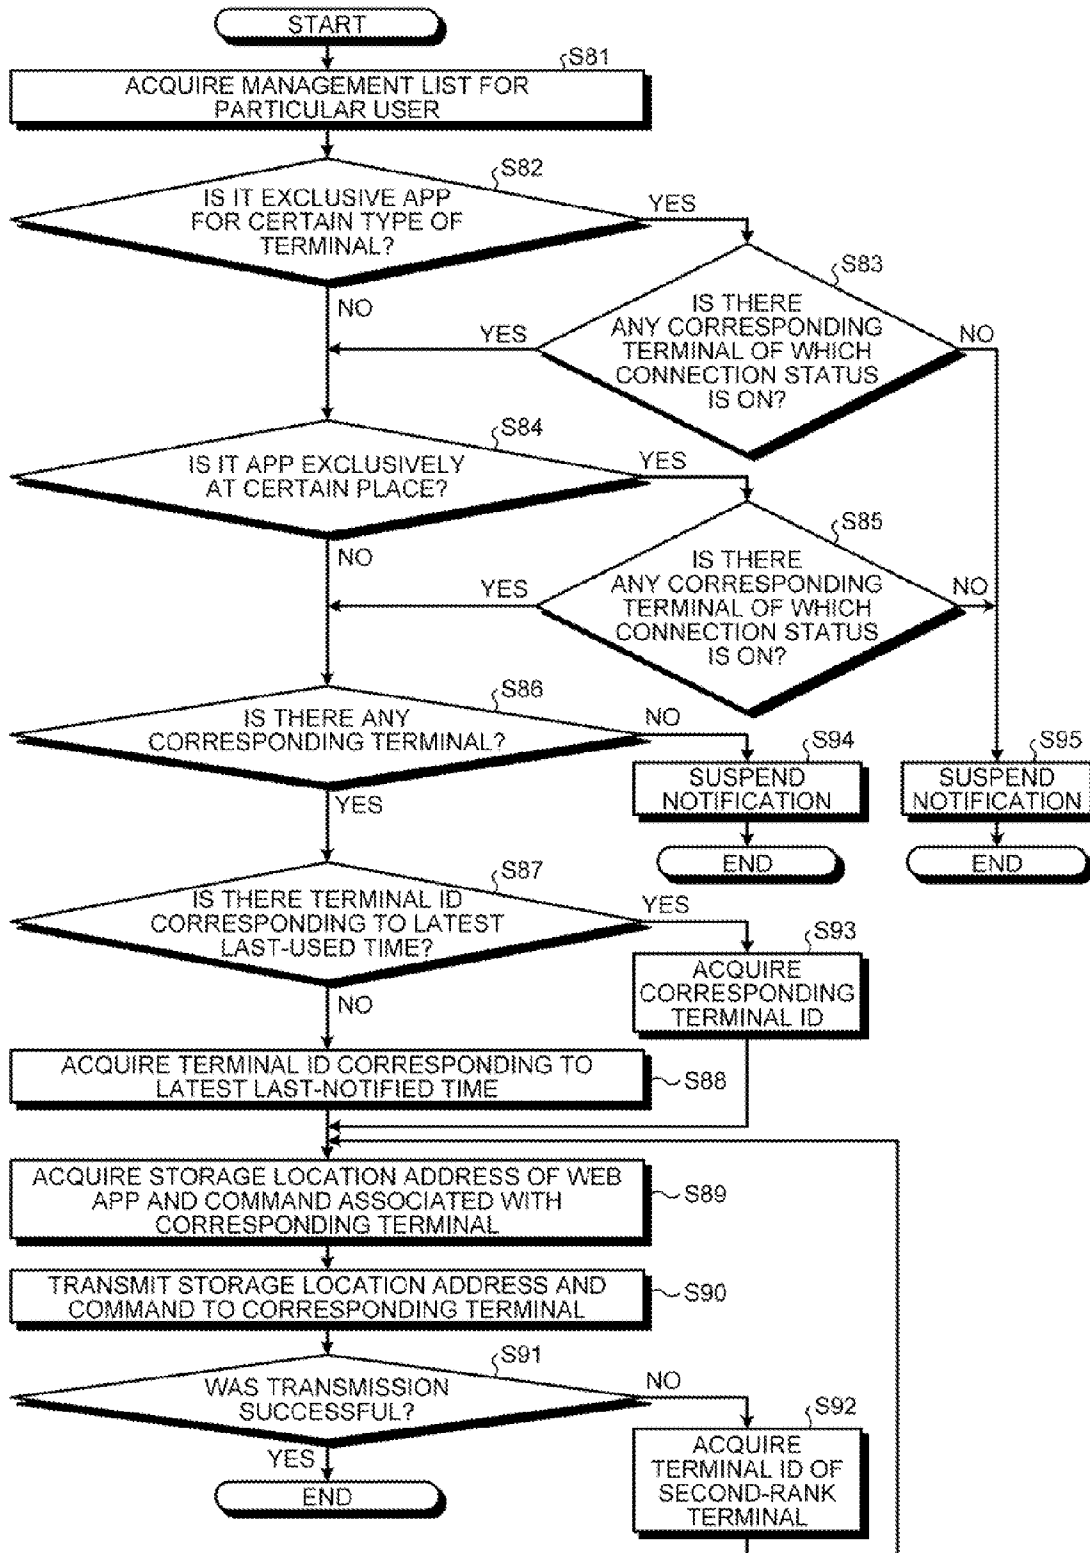 START
S81
ACQUIRE MANAGEMENT LIST FOR
PARTICULAR USER
S82
IS IT EXCLUSIVE APP
FOR CERTAIN TYPE OF
TERMINAL?
YES
NO
S83
IS THERE
ANY CORRESPONDING
TERMINAL OF WHICH
CONNECTION STATUS
IS ON?
YES
NO
S84
IS IT APP EXCLUSIVELY
AT CERTAIN PLACE?
YES
NO
S85
IS THERE
ANY CORRESPONDING
TERMINAL OF WHICH
CONNECTION STATUS
IS ON?
YES
NO
S86
IS THERE ANY
CORRESPONDING TERMINAL?
NO
YES
S94
SUSPEND
NOTIFICATION
END
S95
SUSPEND
NOTIFICATION
END
S87
IS THERE TERMINAL ID
CORRESPONDING TO LATEST
LAST-USED TIME?
YES
NO
S93
ACQUIRE
CORRESPONDING
TERMINAL ID
ACQUIRE TERMINAL ID CORRESPONDING TO
LATEST LAST-NOTIFIED TIME
S88
ACQUIRE STORAGE LOCATION ADDRESS OF WEB
APP AND COMMAND ASSOCIATED WITH
CORRESPONDING TERMINAL
S89
TRANSMIT STORAGE LOCATION ADDRESS AND
COMMAND TO CORRESPONDING TERMINAL
S90
S91
WAS TRANSMISSION
SUCCESSFUL?
NO
YES
END
S92
ACQUIRE
TERMINAL ID OF
SECOND-RANK
TERMINAL